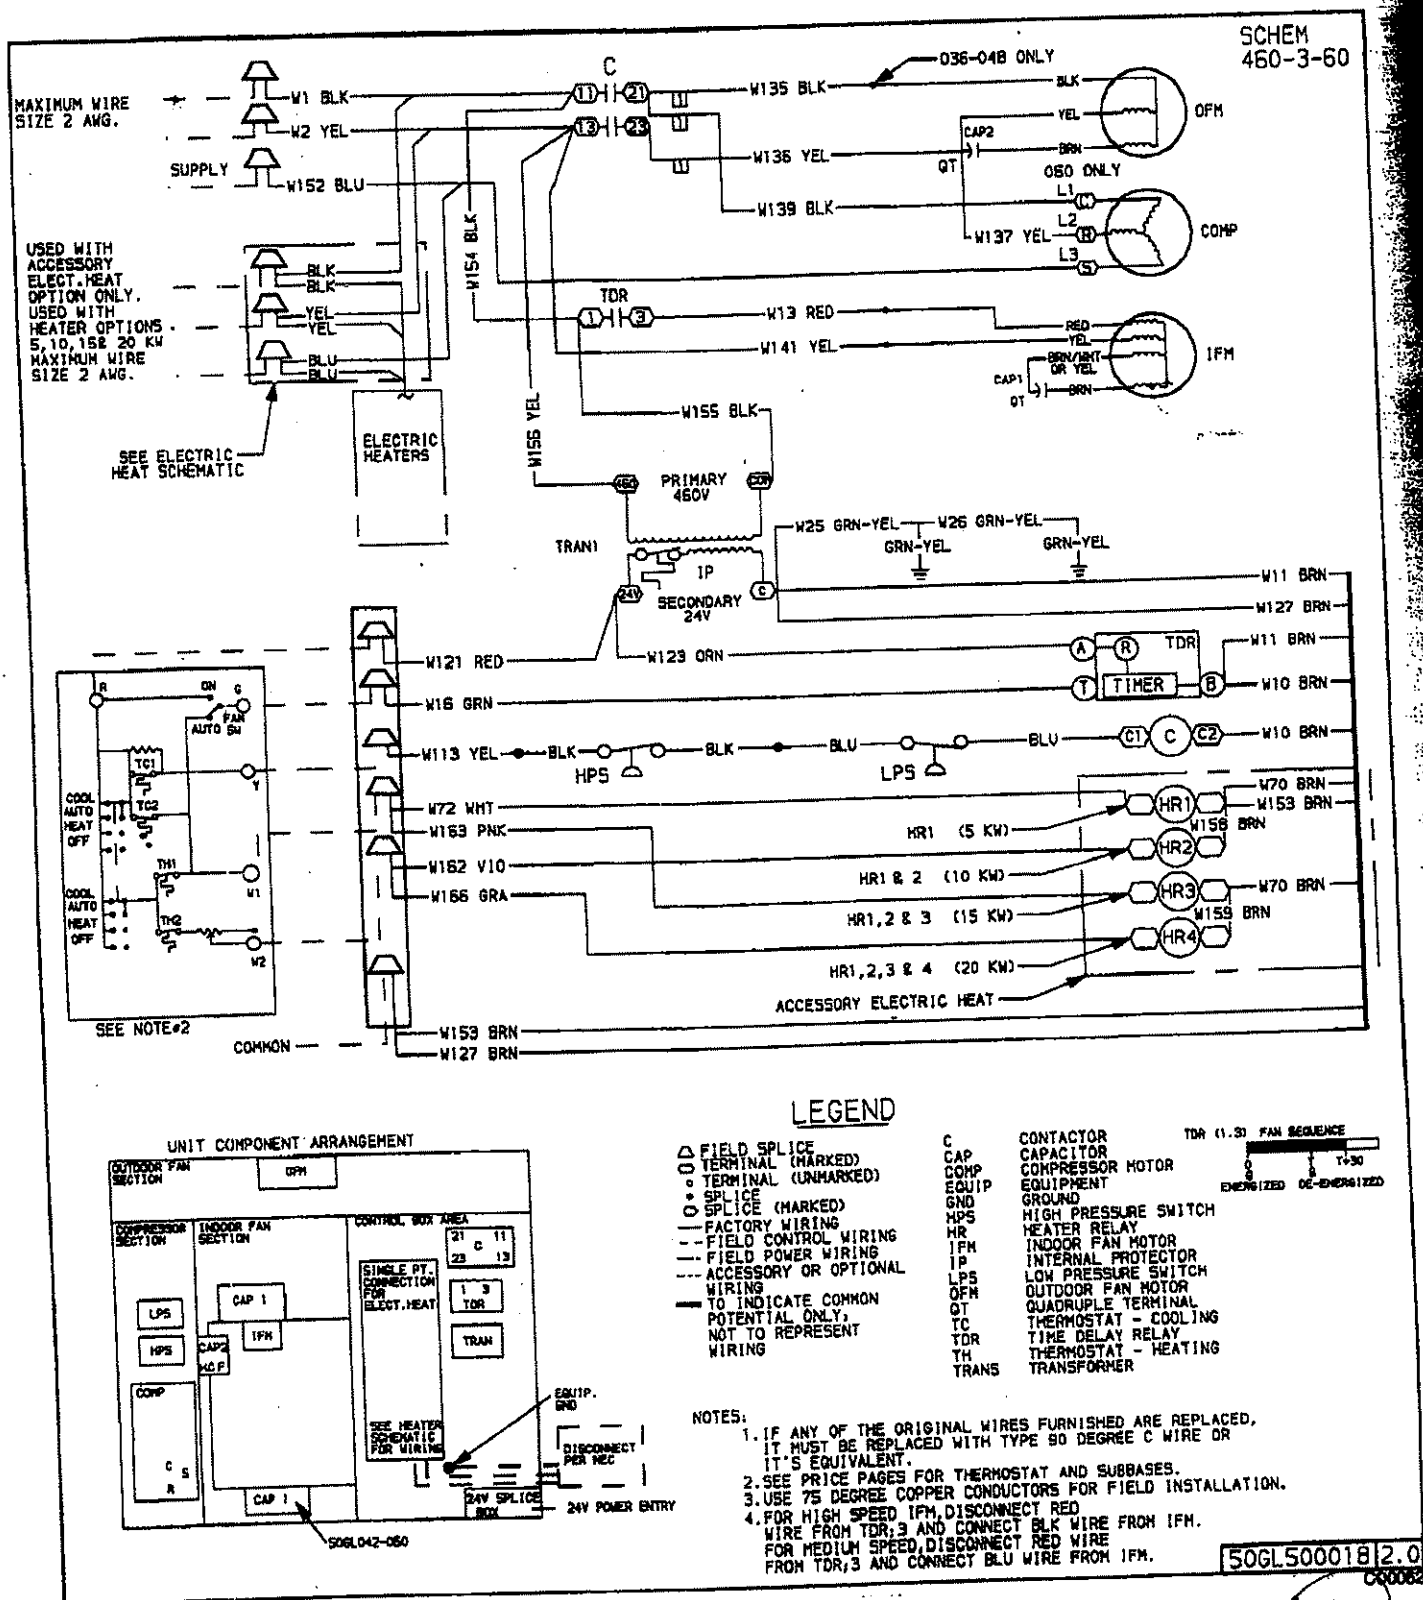 SCHEM
460-3-60
036-048 ONLY
C
MAXIMUM WIRE
SIZE 2 AWG.
W1 BLK
11
21
1
W135 BLK
BLK
OFM
W2 YEL
13
23
1
YEL
CAP2
QT
BRN
SUPPLY
W152 BLU
1
W136 YEL
060 ONLY
W139 BLK
L1
C
W137 YEL
L2
R
COMP
L3
S
USED WITH
ACCESSORY
ELECT.HEAT
OPTION ONLY.
USED WITH
HEATER OPTIONS
5,10,15& 20 KW
MAXIMUM WIRE
SIZE 2 AWG.
BLK
BLK
YEL
YEL
BLU
BLU
W154 BLK
TDR
1
3
W13 RED
RED
W141 YEL
YEL
BRN/WHT
OR YEL
IFM
CAP1
QT
BRN
W156 YEL
W155 BLK
SEE ELECTRIC
HEAT SCHEMATIC
ELECTRIC
HEATERS
460
PRIMARY
460V
COM
TRAN1
IP
24V
SECONDARY
24V
C
W25 GRN-YEL
W26 GRN-YEL
GRN-YEL
GRN-YEL
W11 BRN
W127 BRN
W121 RED
W123 ORN
A
R
TDR
W11 BRN
W16 GRN
T
TIMER
B
W10 BRN
R
ON
G
AUTO
FAN
SW
W113 YEL
BLK
HPS
BLK
BLU
LPS
BLU
C1
C
C2
W10 BRN
TC1
Y
COOL
AUTO
HEAT
OFF
TC2
W72 WHT
HR1
W70 BRN
W153 BRN
W163 PNK
HR1 (5 KW)
W158 BRN
HR2
TH1
W1
W162 VIO
HR1 & 2 (10 KW)
W166 GRA
HR3
W70 BRN
COOL
AUTO
HEAT
OFF
TH2
W2
HR1,2 & 3 (15 KW)
W159 BRN
HR4
HR1,2,3 & 4 (20 KW)
ACCESSORY ELECTRIC HEAT
SEE NOTE#2
COMMON
W153 BRN
W127 BRN
LEGEND
FIELD SPLICE
TERMINAL (MARKED)
TERMINAL (UNMARKED)
SPLICE
SPLICE (MARKED)
FACTORY WIRING
FIELD CONTROL WIRING
FIELD POWER WIRING
ACCESSORY OR OPTIONAL
WIRING
TO INDICATE COMMON
POTENTIAL ONLY,
NOT TO REPRESENT
WIRING
C CONTACTOR
CAP CAPACITOR
COMP COMPRESSOR MOTOR
EQUIP EQUIPMENT
GND GROUND
HPS HIGH PRESSURE SWITCH
HR HEATER RELAY
IFM INDOOR FAN MOTOR
IP INTERNAL PROTECTOR
LPS LOW PRESSURE SWITCH
OFM OUTDOOR FAN MOTOR
QT QUADRUPLE TERMINAL
TC THERMOSTAT - COOLING
TDR TIME DELAY RELAY
TH THERMOSTAT - HEATING
TRANS TRANSFORMER
TDR (1.3) FAN SEQUENCE
T
T+30
ENERGIZED DE-ENERGIZED
UNIT COMPONENT ARRANGEMENT
OUTDOOR FAN
SECTION
OFM
COMPRESSOR
SECTION
INDOOR FAN
SECTION
CONTROL BOX AREA
21 11
C
23 13
SINGLE PT.
CONNECTION
FOR
ELECT.HEAT
1 3
TDR
TRAN
LPS
CAP 1
IFM
HPS
CAP2
COMP
C
S
R
EQUIP.
GND
SEE HEATER
SCHEMATIC
FOR WIRING
DISCONNECT
PER NEC
CAP 1
24V SPLICE
BOX
24V POWER ENTRY
50GL042-060
NOTES:
1. IF ANY OF THE ORIGINAL WIRES FURNISHED ARE REPLACED,
IT MUST BE REPLACED WITH TYPE 90 DEGREE C WIRE OR
IT'S EQUIVALENT.
2. SEE PRICE PAGES FOR THERMOSTAT AND SUBBASES.
3. USE 75 DEGREE COPPER CONDUCTORS FOR FIELD INSTALLATION.
4. FOR HIGH SPEED IFM, DISCONNECT RED
WIRE FROM TDR;3 AND CONNECT BLK WIRE FROM IFM.
FOR MEDIUM SPEED, DISCONNECT RED WIRE
FROM TDR;3 AND CONNECT BLU WIRE FROM IFM.
50GL500018 2.0